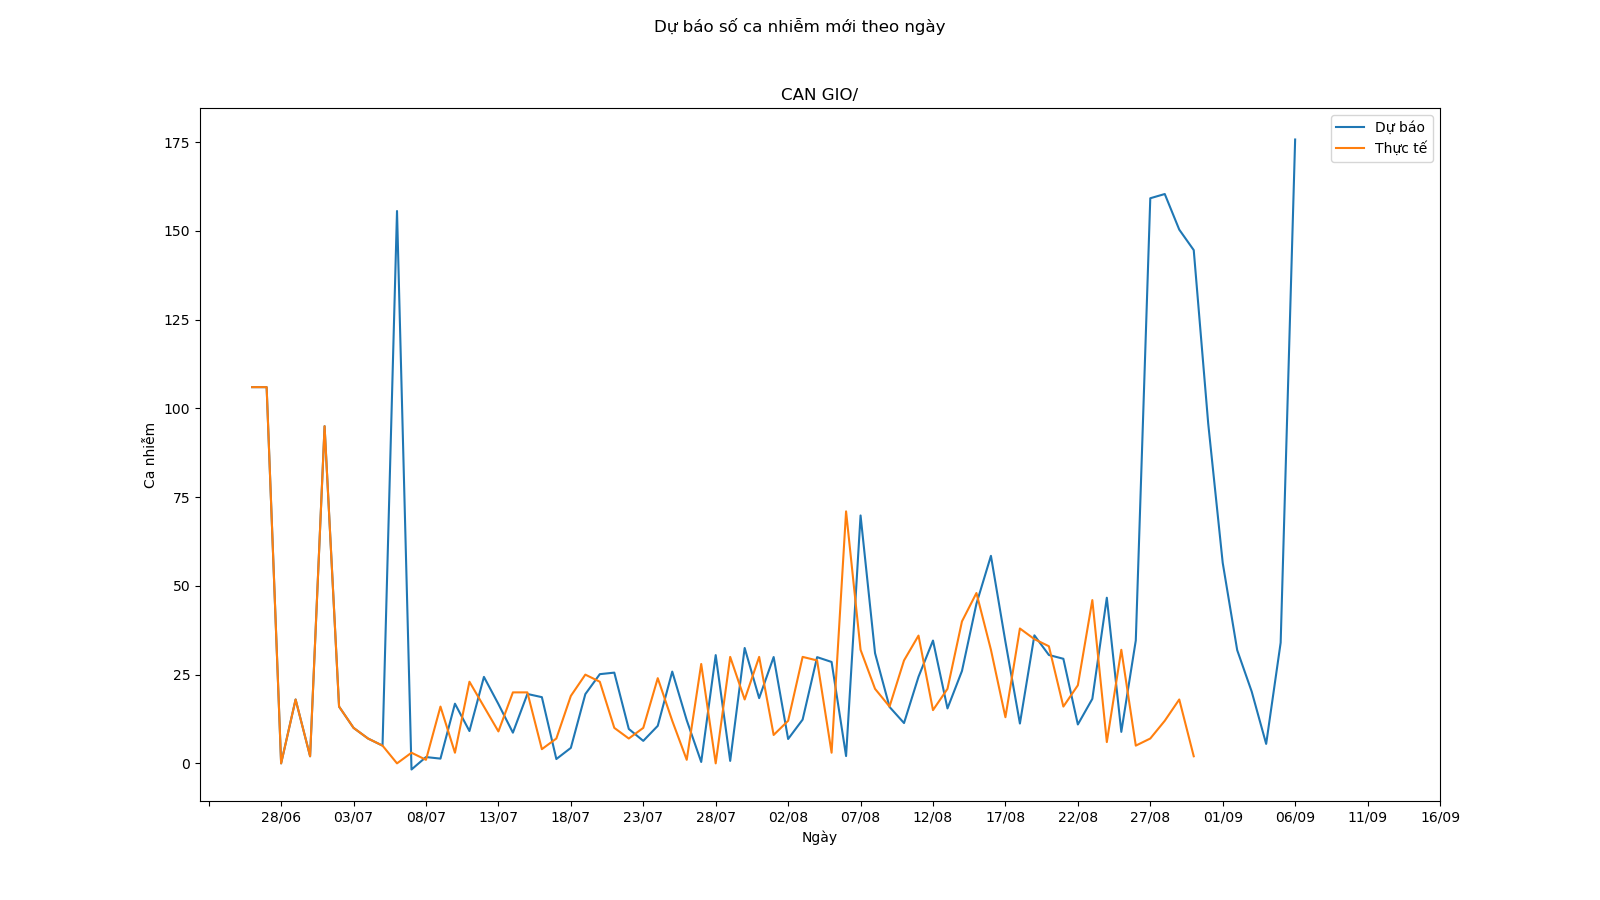 Dự báo số ca nhiễm mới theo ngày
CAN GIO/
Dự báo
Thực tế
175
150
125
100
75
50
25
0
Ca nhiễm
28/06 03/07 08/07 13/07 18/07 23/07 28/07 02/08 07/08 12/08 17/08 22/08 27/08 01/09 06/09 11/09 16/09
Ngày